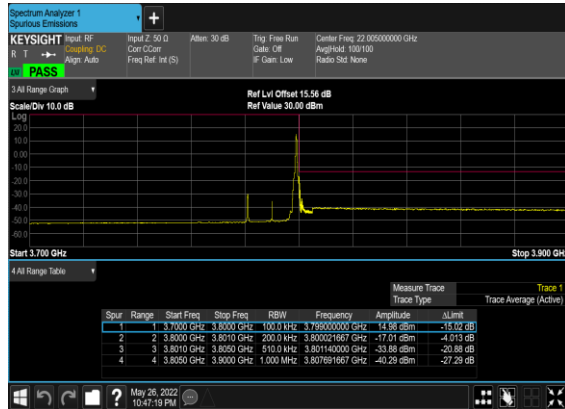 Spectrum Analyzer 1
Spurious Emissions
+
KEYSIGHT Input: RF Input Z: 50 Ω Atten: 30 dB Trig: Free Run Center Freq: 22.005000000 GHz
R T Coupling: DC Corr CCorr Gate: Off Avg|Hold: 100/100
Align: Auto Freq Ref: Int (S) IF Gain: Low Radio Std: None
PASS
3 All Range Graph
Ref Lvl Offset 15.56 dB
Scale/Div 10.0 dB Ref Value 30.00 dBm
Log
20.0
10.0
0.00
-10.0
-20.0
-30.0
-40.0
-50.0
-60.0
Start 3.700 GHz Stop 3.900 GH
4 All Range Table
Measure Trace Trace 1
Trace Type Trace Average (Active)
Spur Range Start Freq Stop Freq RBW Frequency Amplitude ΔLimit
1 1 3.7000 GHz 3.8000 GHz 100.0 kHz 3.799000000 GHz 14.98 dBm -15.02 dB
2 2 3.8000 GHz 3.8010 GHz 200.0 kHz 3.800021667 GHz -17.01 dBm -4.013 dB
3 3 3.8010 GHz 3.8050 GHz 510.0 kHz 3.801140000 GHz -33.88 dBm -20.88 dB
4 4 3.8050 GHz 3.9000 GHz 1.000 MHz 3.807691667 GHz -40.29 dBm -27.29 dB
? May 26, 2022
10:47:19 PM